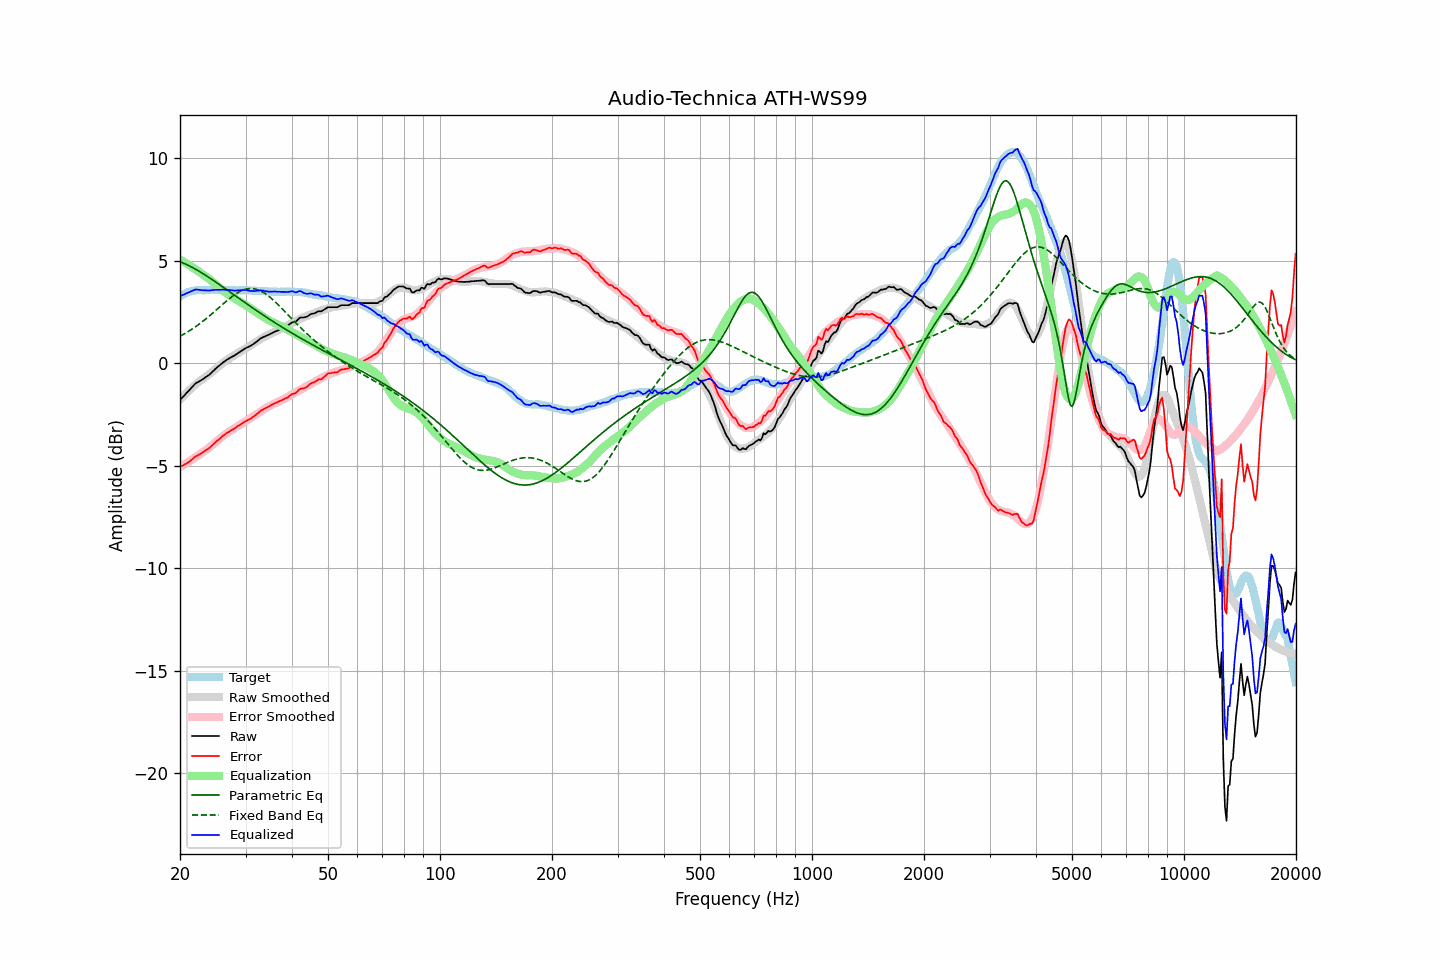 Audio-Technica ATH-WS99
Amplitude (dBr)
10
5
0
−5
−10
−15
−20
Target
Raw Smoothed
Error Smoothed
Raw
Error
Equalization
Parametric Eq
Fixed Band Eq
Equalized
20 50 100 200 500 1000 2000 5000 10000 20000
Frequency (Hz)